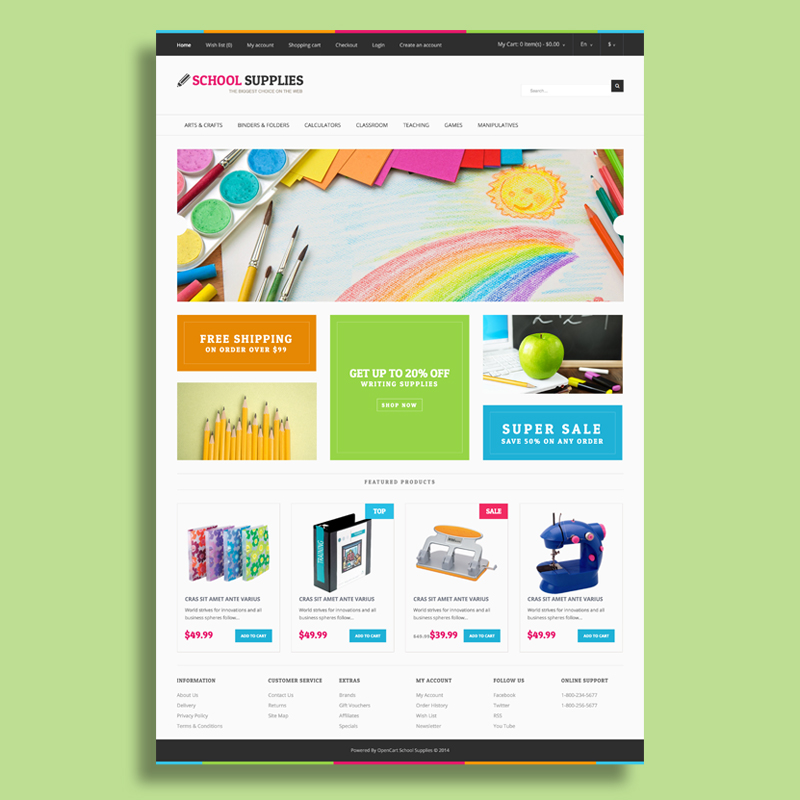 Home Wish list (0) My account Shopping cart Checkout Login Create an account My Cart: 0 item(s) - $0.00 En $
SCHOOL SUPPLIES
THE BIGGEST CHOICE ON THE WEB
Search...
ARTS & CRAFTS BINDERS & FOLDERS CALCULATORS CLASSROOM TEACHING GAMES MANIPULATIVES
FREE SHIPPING
ON ORDER OVER $99
GET UP TO 20% OFF
WRITING SUPPLIES
SHOP NOW
SUPER SALE
SAVE 50% ON ANY ORDER
FEATURED PRODUCTS
TOP
SALE
TRAINING
CRAS SIT AMET ANTE VARIUS CRAS SIT AMET ANTE VARIUS CRAS SIT AMET ANTE VARIUS CRAS SIT AMET ANTE VARIUS
World strives for innovations and all World strives for innovations and all World strives for innovations and all World strives for innovations and all
business spheres follow... business spheres follow... business spheres follow... business spheres follow...
$49.99 ADD TO CART $49.99 ADD TO CART $39.99 ADD TO CART $49.99 ADD TO CART
INFORMATION CUSTOMER SERVICE EXTRAS MY ACCOUNT FOLLOW US ONLINE SUPPORT
About Us Contact Us Brands My Account Facebook 1-800-234-5677
Delivery Returns Gift Vouchers Order History Twitter 1-800-256-5677
Privacy Policy Site Map Affiliates Wish List RSS
Terms & Conditions Specials Newsletter You Tube
Powered By OpenCart School Supplies © 2014